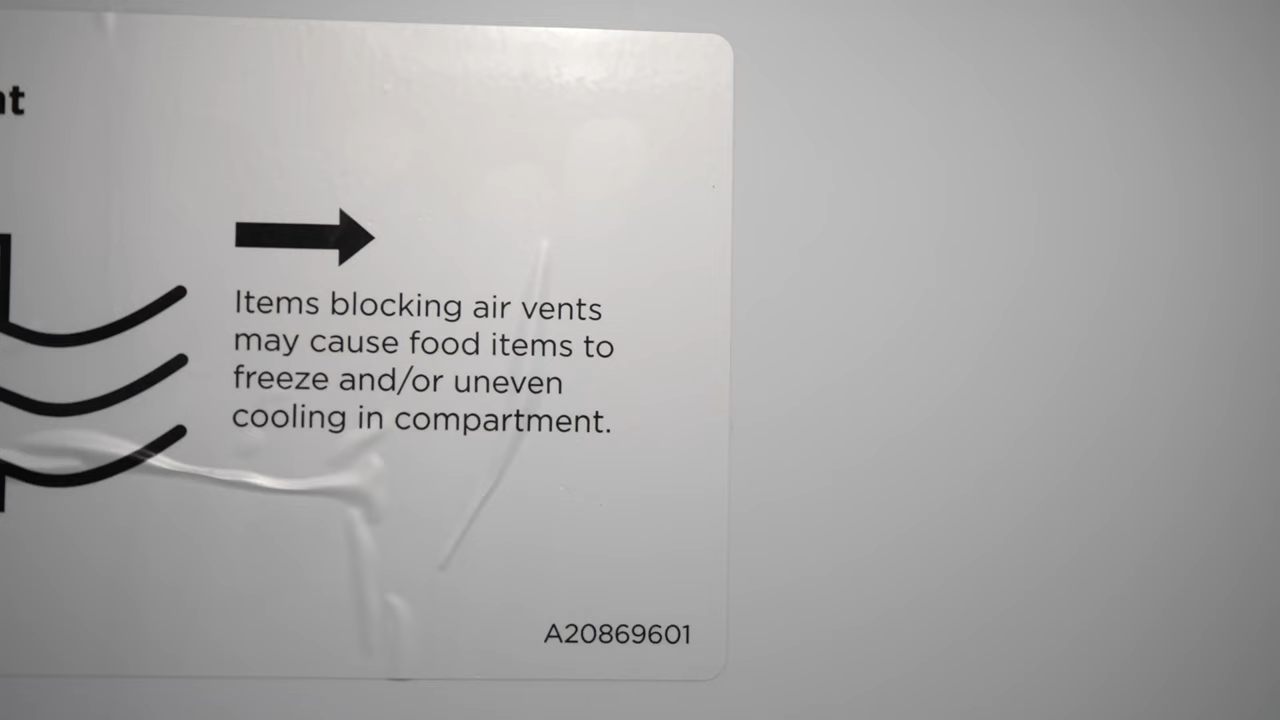 Items blocking air vents
may cause food items to
freeze and/or uneven
cooling in compartment.
A20869601